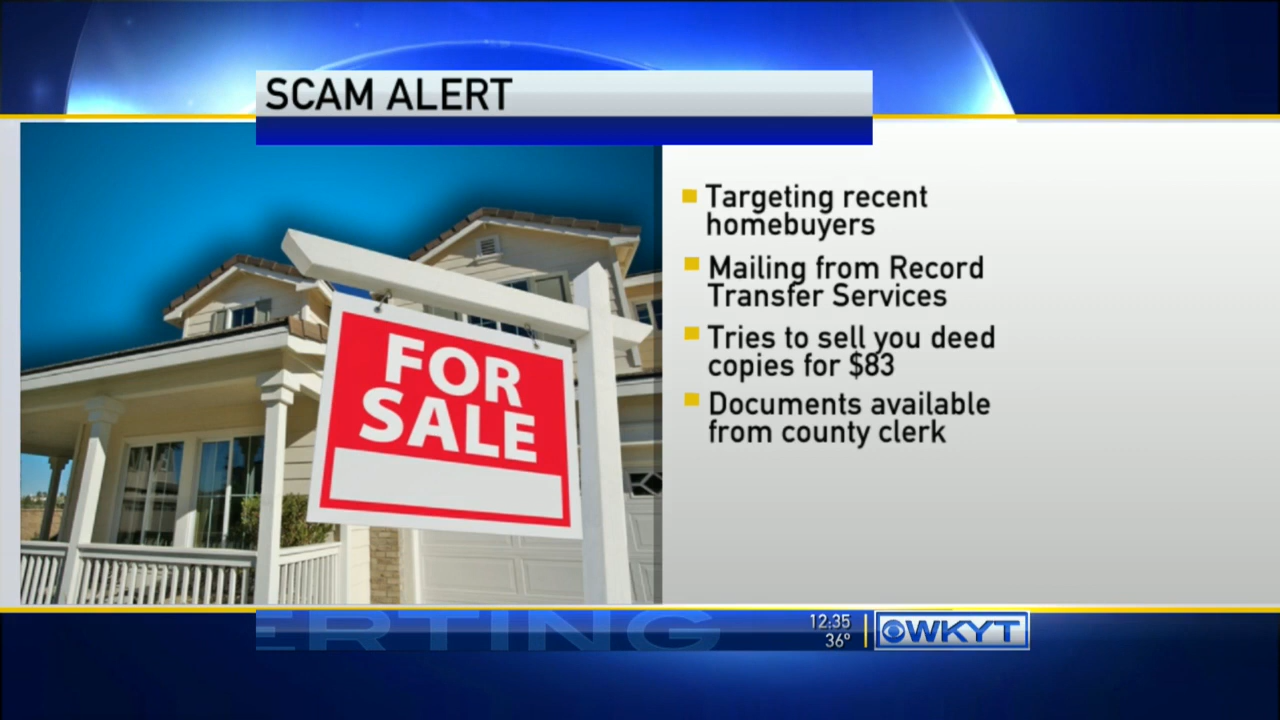 SCAM ALERT
FOR
SALE
Targeting recent
homebuyers
Mailing from Record
Transfer Services
Tries to sell you deed
copies for $83
Documents available
from county clerk
ERTING
12:35
36°
WKYT